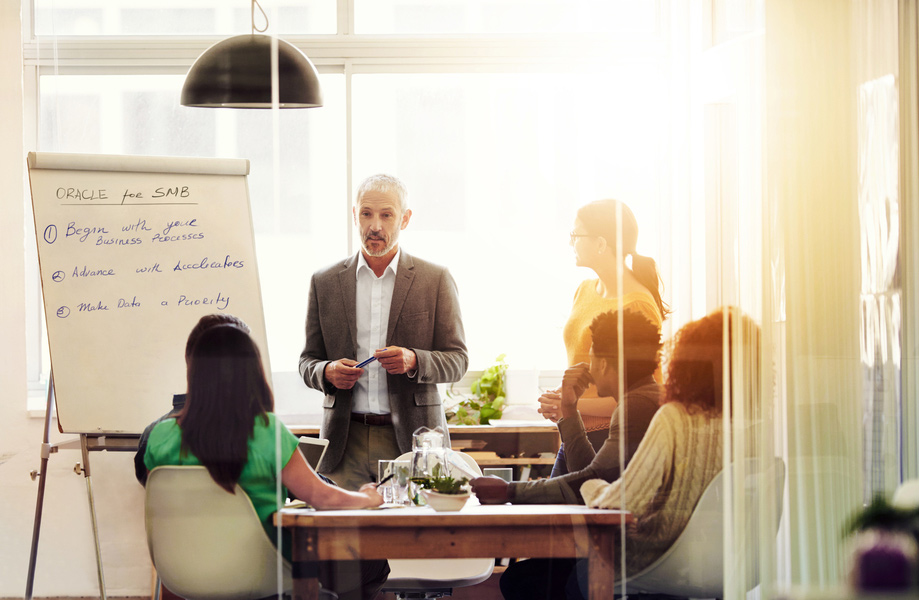 ORACLE for SMB
① Begin with your
Business Processes
② Advance with Accelerators
③ Make Data a Priority